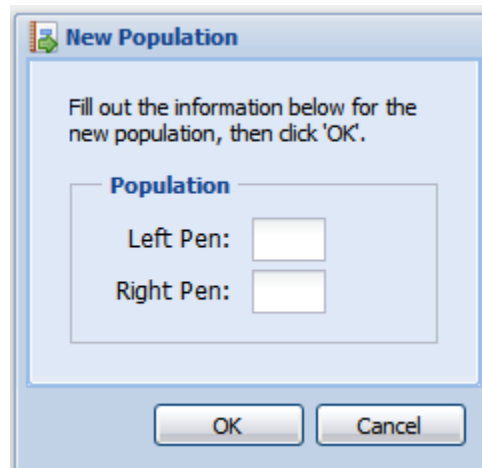 New Population
Fill out the information below for the
new population, then click 'OK'.
Population
Left Pen:
Right Pen:
OK
Cancel